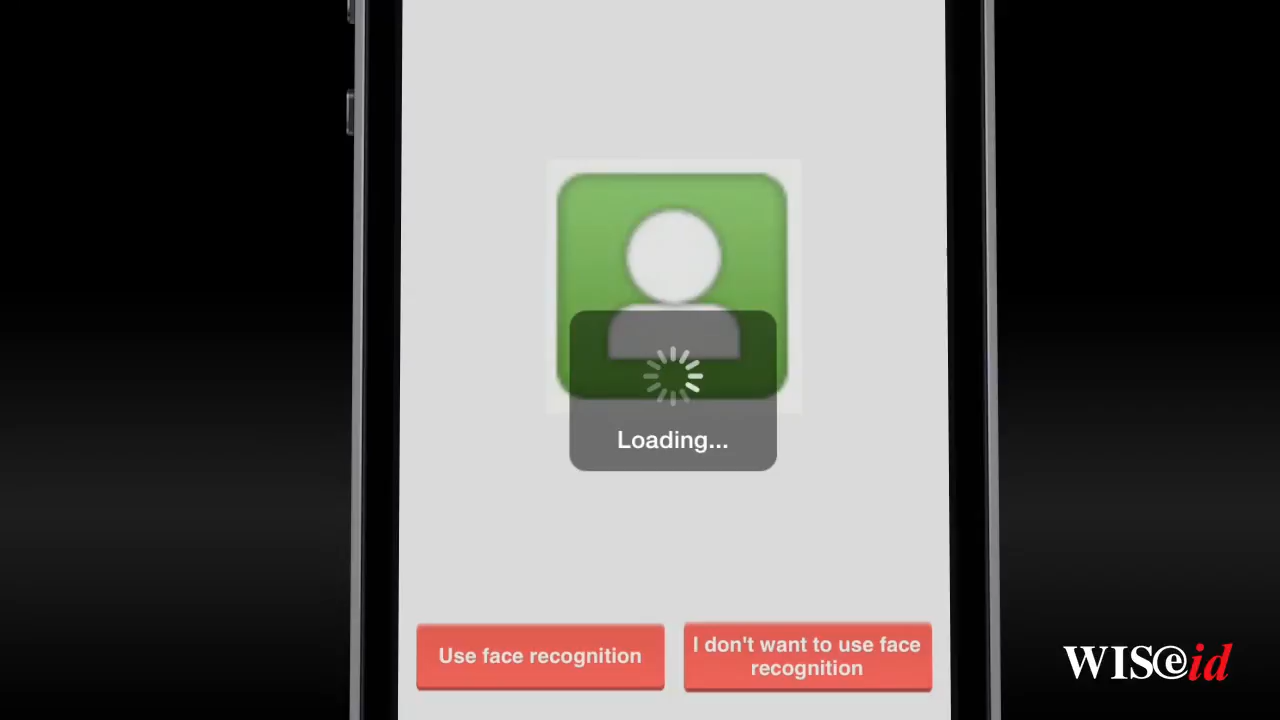 Loading...
Use face recognition
I don't want to use face
recognition
WISeid